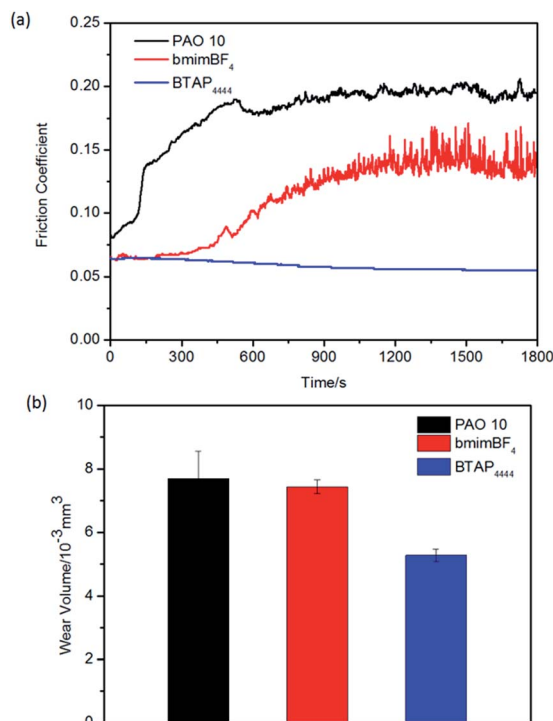 (a)
0.25
0.20
0.15
0.10
0.05
0.00
Friction Coefficient
PAO 10
bmimBF₄
BTAP₄₄₄₄
0 300 600 900 1200 1500 1800
Time/s
(b)
10
8
6
4
2
0
Wear Volume/10⁻³mm³
PAO 10
bmimBF₄
BTAP₄₄₄₄